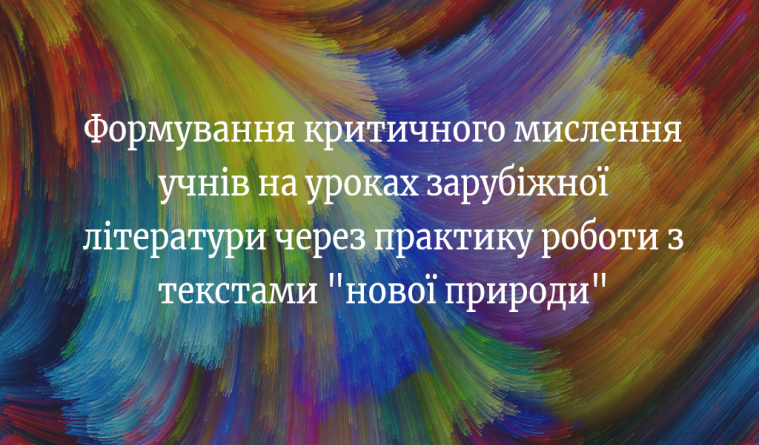 Формування критичного мислення
учнів на уроках зарубіжної
літератури через практику роботи з
текстами "нової природи"